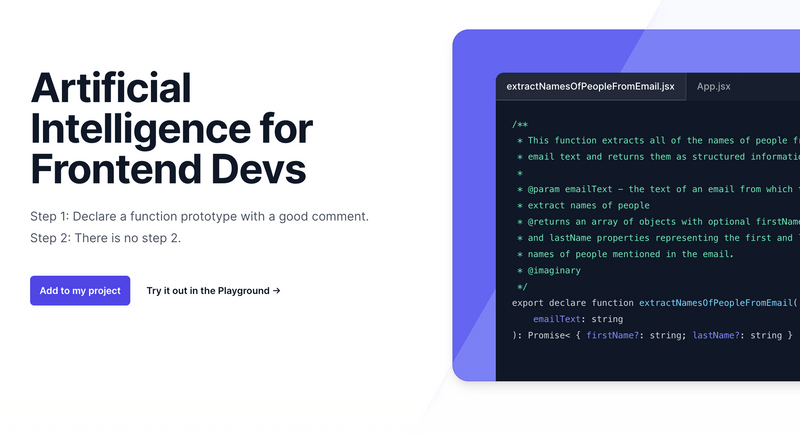 Artificial
Intelligence for
Frontend Devs
Step 1: Declare a function prototype with a good comment.
Step 2: There is no step 2.
Add to my project
Try it out in the Playground →
extractNamesOfPeopleFromEmail.jsx
App.jsx
/**
* This function extracts all of the names of people
* email text and returns them as structured
*
* @param emailText – the text of an email from which
* extract names of people
* @returns an array of objects with optional
* and lastName properties representing the first and
* names of people mentioned in the email.
* @imaginary
*/
export declare function extractNamesOfPeopleFromEmail(
emailText: string
): Promise< { firstName?: string; lastName?: string }